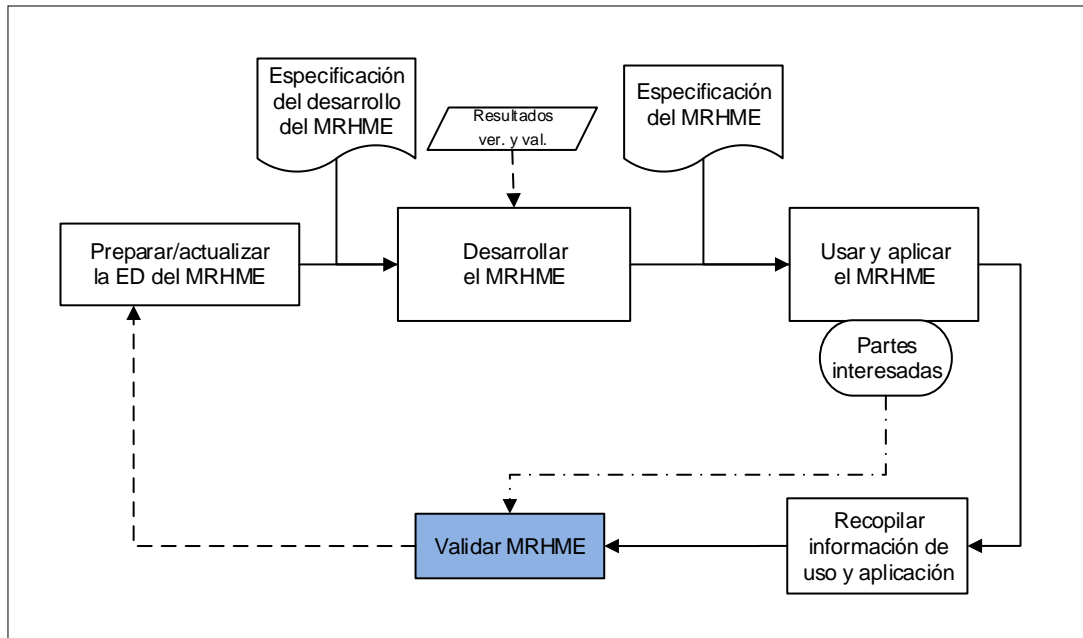 Especificación
del desarrollo
del MRHME
Resultados
ver. y val.
Especificación
del MRHME
Preparar/actualizar
la ED del MRHME
Desarrollar
el MRHME
Usar y aplicar
el MRHME
Partes
interesadas
Validar MRHME
Recopilar
información de
uso y aplicación